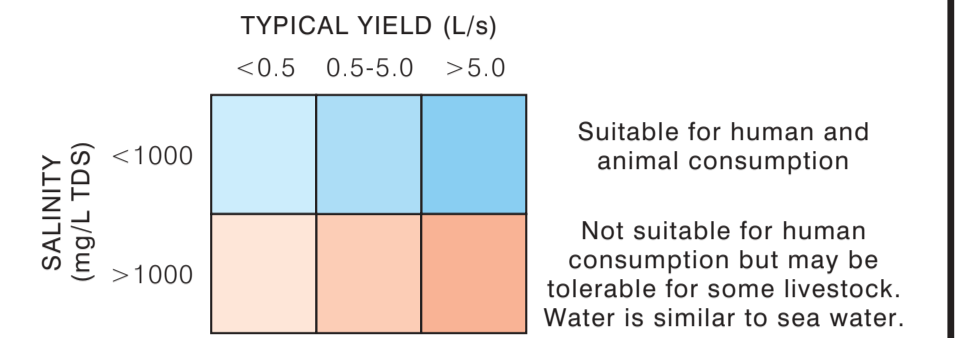 TYPICAL YIELD (L/s)
<0.5 0.5-5.0 >5.0
SALINITY
(mg/L TDS)
<1000
Suitable for human and
animal consumption
>1000
Not suitable for human
consumption but may be
tolerable for some livestock.
Water is similar to sea water.